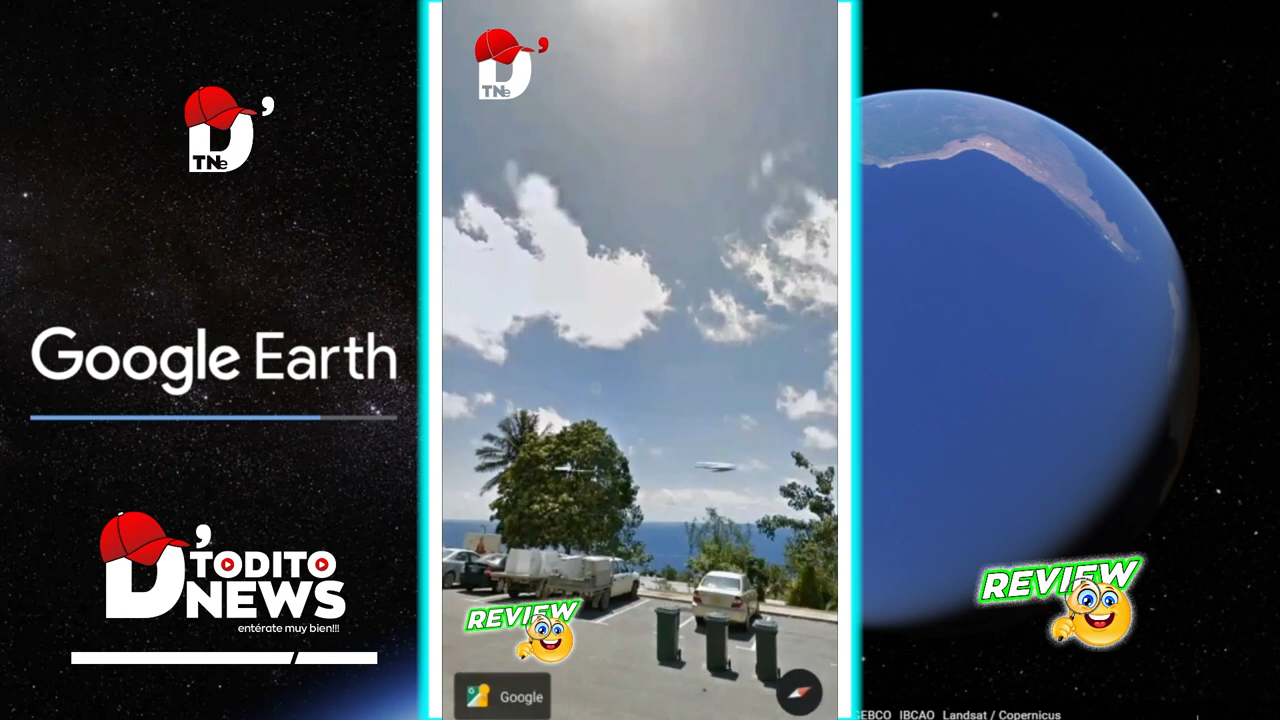 D'
TNe
Google Earth
D'TODITO
NEWS
entérate muy bien!!!
D'
TNe
REVIEW
Google
REVIEW
GEBCO IBCAO Landsat / Copernicus